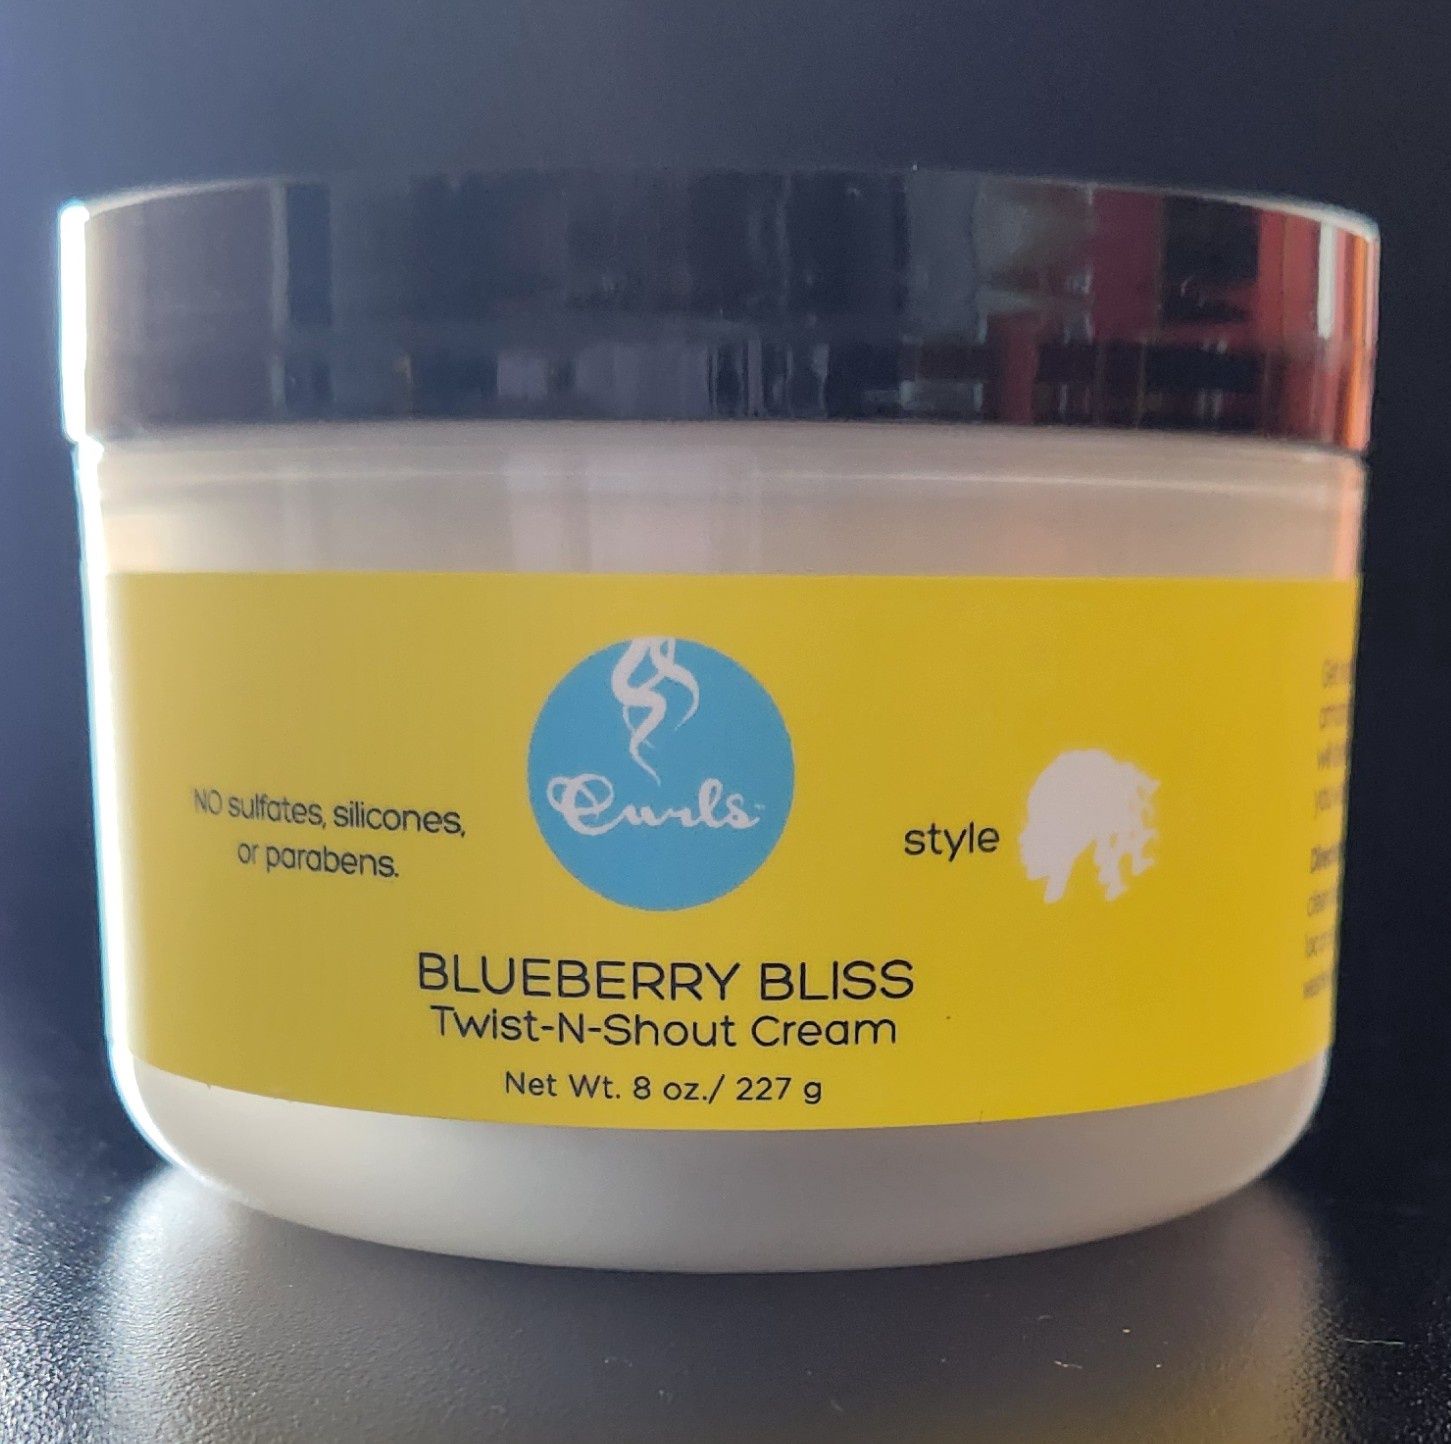 NO sulfates, silicones,
or parabens.
Curls
style
BLUEBERRY BLISS
Twist-N-Shout Cream
Net Wt. 8 oz./ 227 g